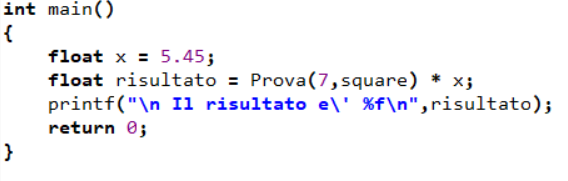 int main()
{
float x = 5.45;
float risultato = Prova(7,square) * x;
printf("\n Il risultato e\' %f\n",risultato);
return 0;
}